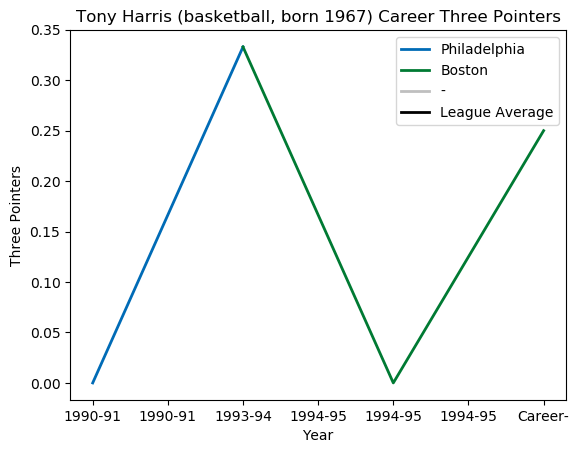 Tony Harris (basketball, born 1967) Career Three Pointers
Three Pointers
0.35
0.30
0.25
0.20
0.15
0.10
0.05
0.00
Philadelphia
Boston
-
League Average
1990-91 1990-91 1993-94 1994-95 1994-95 1994-95 Career-
Year